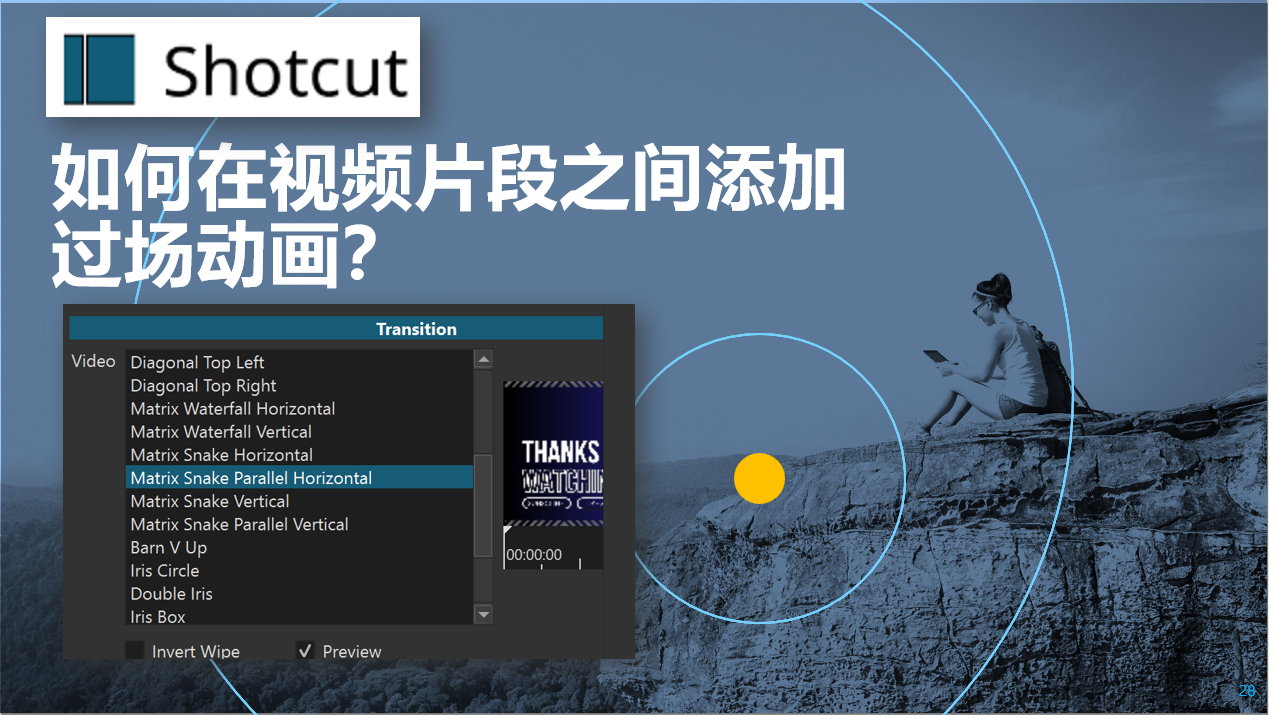 Shotcut
如何在视频片段之间添加
过场动画?
Transition
Video
Diagonal Top Left
Diagonal Top Right
Matrix Waterfall Horizontal
Matrix Waterfall Vertical
Matrix Snake Horizontal
Matrix Snake Parallel Horizontal
Matrix Snake Vertical
Matrix Snake Parallel Vertical
Barn V Up
Iris Circle
Double Iris
Iris Box
THANKS
00:00:00
Invert Wipe
Preview
28